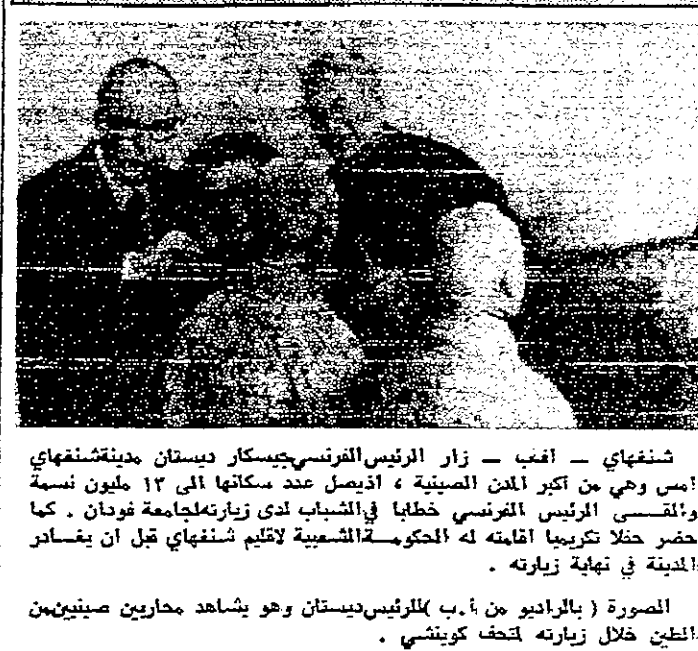 شنغهاي — افب — زار الرئيس الفرنسي جيسكار ديستان مدينة شنغهاي
امس وهي من اكبر المدن الصينية ، اذ يصل عدد سكانها الى ١٣ مليون نسمة
والقى الرئيس الفرنسي خطابا في الشباب لدى زيارته لجامعة فودان . كما
حضر حفلا تكريميا اقامته له الحكومة الشعبية لاقليم شنغهاي قبل ان يغادر
المدينة في نهاية زيارته .
الصورة ( بالراديو من أ.ب ) للرئيس ديستان وهو يشاهد محاربين صينيين من
الطين خلال زيارته لمتحف كوينشي .